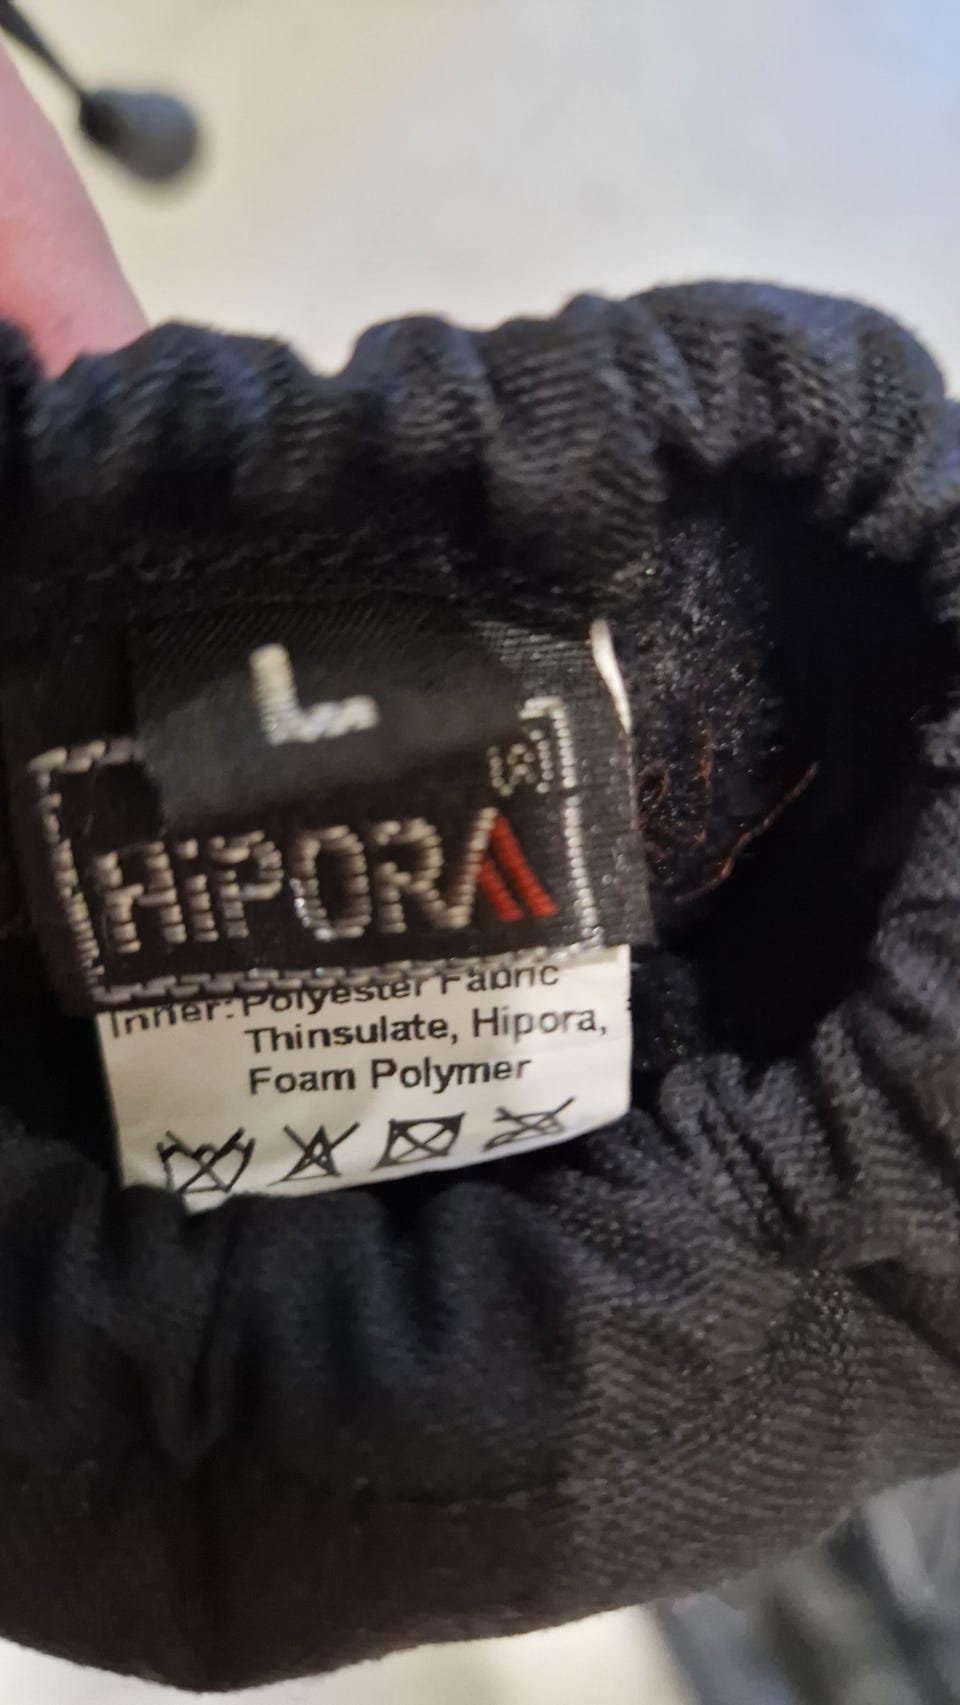 L
HiPORA
Inner: Polyester Fabric
Thinsulate, Hipora,
Foam Polymer